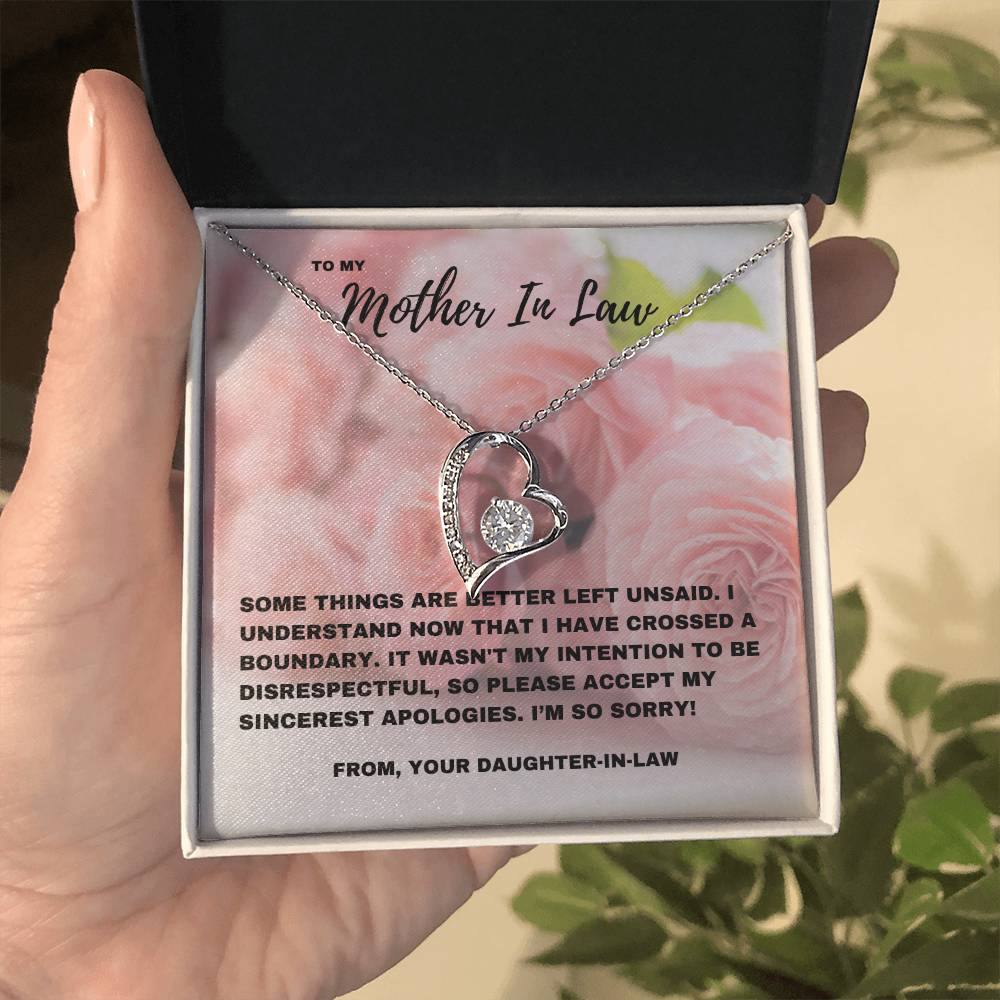 TO MY
Mother In Law
SOME THINGS ARE BETTER LEFT UNSAID. I
UNDERSTAND NOW THAT I HAVE CROSSED A
BOUNDARY. IT WASN'T MY INTENTION TO BE
DISRESPECTFUL, SO PLEASE ACCEPT MY
SINCEREST APOLOGIES. I’M SO SORRY!
FROM, YOUR DAUGHTER-IN-LAW